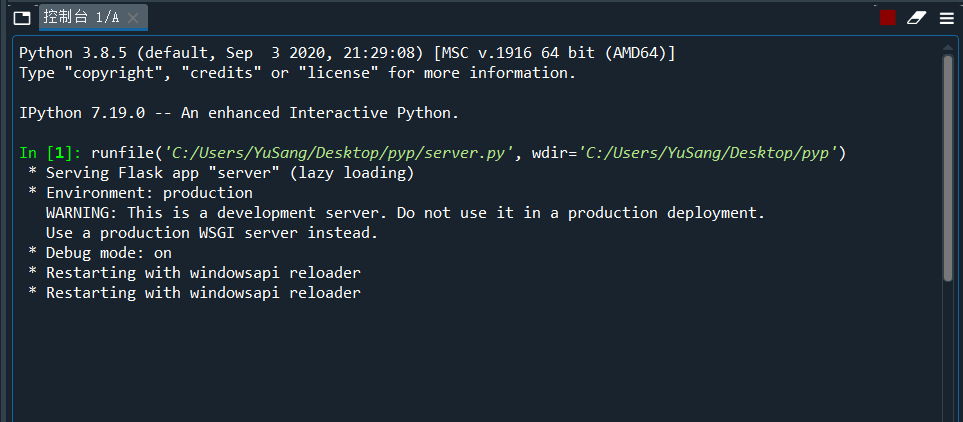 控制台 1/A
Python 3.8.5 (default, Sep  3 2020, 21:29:08) [MSC v.1916 64 bit (AMD64)]
Type "copyright", "credits" or "license" for more information.
IPython 7.19.0 -- An enhanced Interactive Python.
In [1]: runfile('C:/Users/YuSang/Desktop/pyp/server.py', wdir='C:/Users/YuSang/Desktop/pyp')
 * Serving Flask app "server" (lazy loading)
 * Environment: production
   WARNING: This is a development server. Do not use it in a production deployment.
   Use a production WSGI server instead.
 * Debug mode: on
 * Restarting with windowsapi reloader
 * Restarting with windowsapi reloader